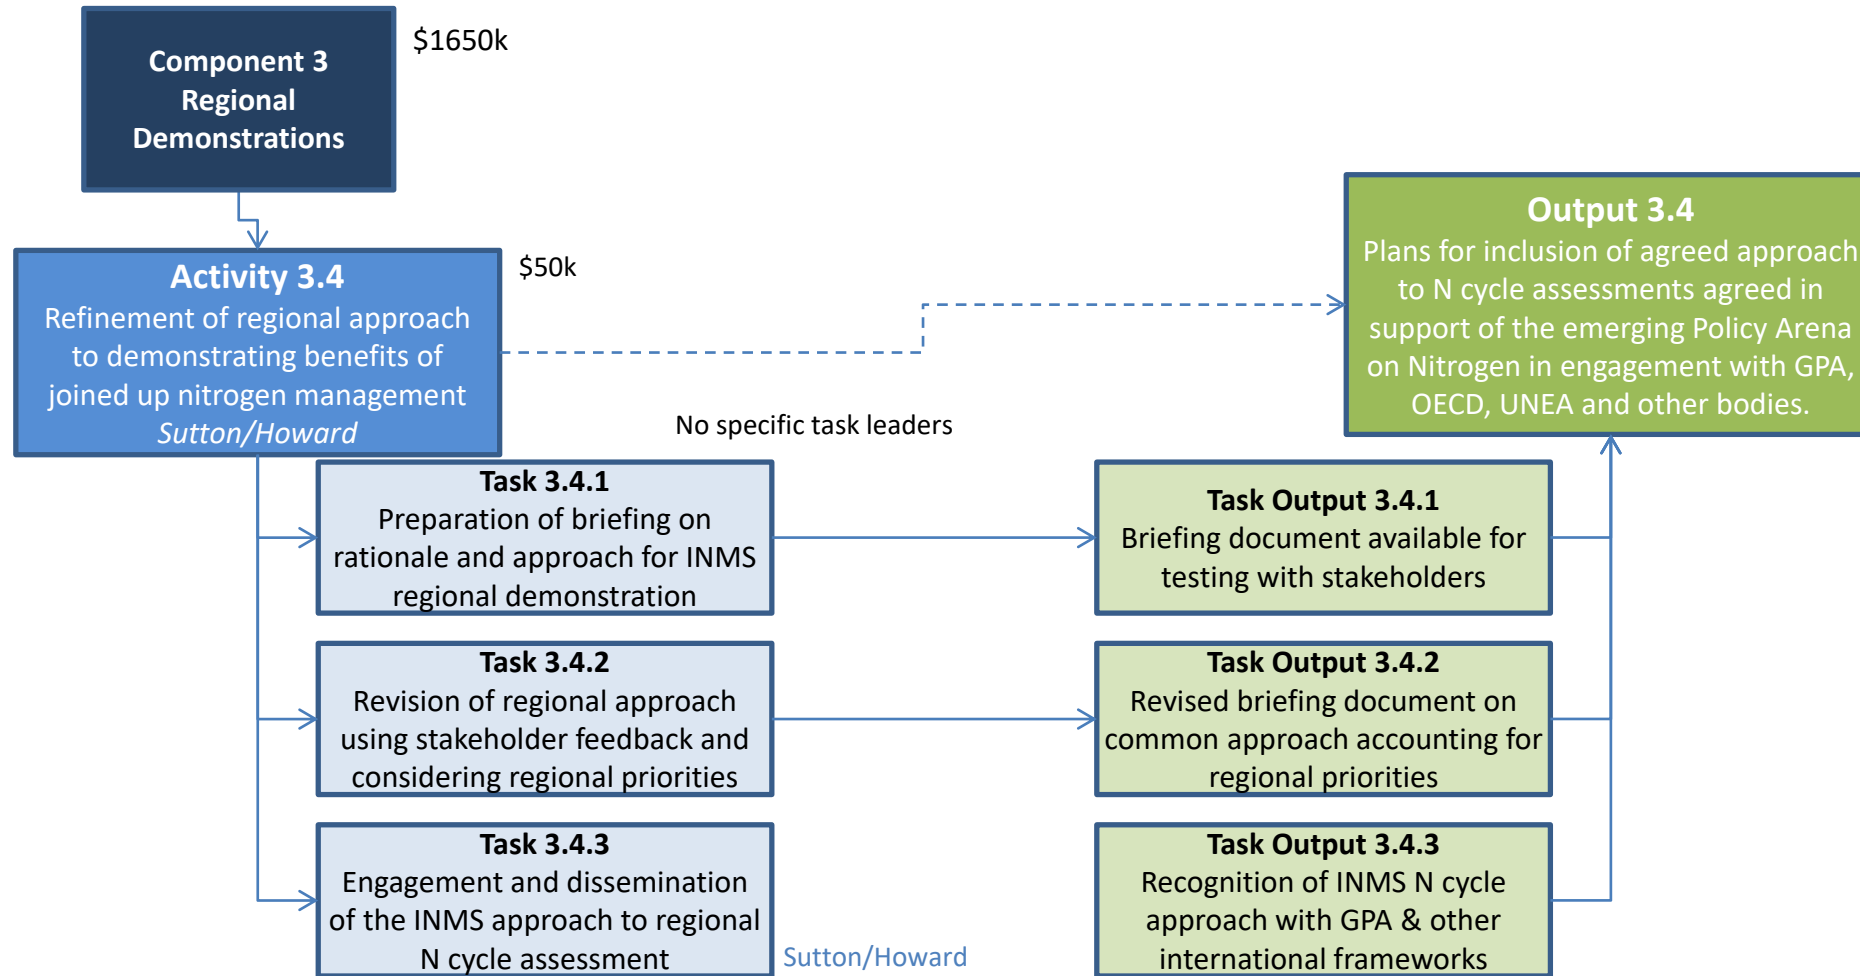 Component 3
Regional
Demonstrations
$1650k
Activity 3.4
Refinement of regional approach
to demonstrating benefits of
joined up nitrogen management
Sutton/Howard
$50k
Output 3.4
Plans for inclusion of agreed approach
to N cycle assessments agreed in
support of the emerging Policy Arena
on Nitrogen in engagement with GPA,
OECD, UNEA and other bodies.
No specific task leaders
Task 3.4.1
Preparation of briefing on
rationale and approach for INMS
regional demonstration
Task Output 3.4.1
Briefing document available for
testing with stakeholders
Task 3.4.2
Revision of regional approach
using stakeholder feedback and
considering regional priorities
Task Output 3.4.2
Revised briefing document on
common approach accounting for
regional priorities
Task 3.4.3
Engagement and dissemination
of the INMS approach to regional
N cycle assessment
Sutton/Howard
Task Output 3.4.3
Recognition of INMS N cycle
approach with GPA & other
international frameworks